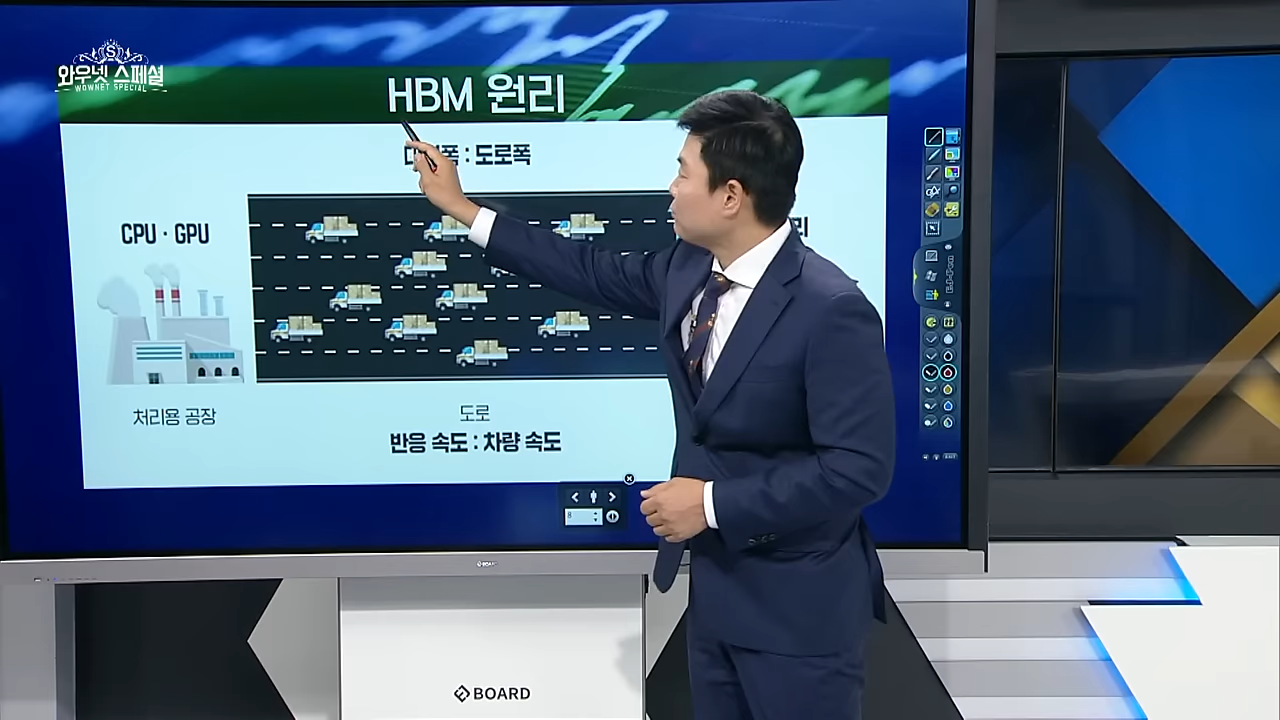 와우넷 스페셜
WOWNET SPECIAL
HBM 원리
: 도로폭
CPU · GPU
처리용 공장
도로
반응 속도 : 차량 속도
8
BOARD